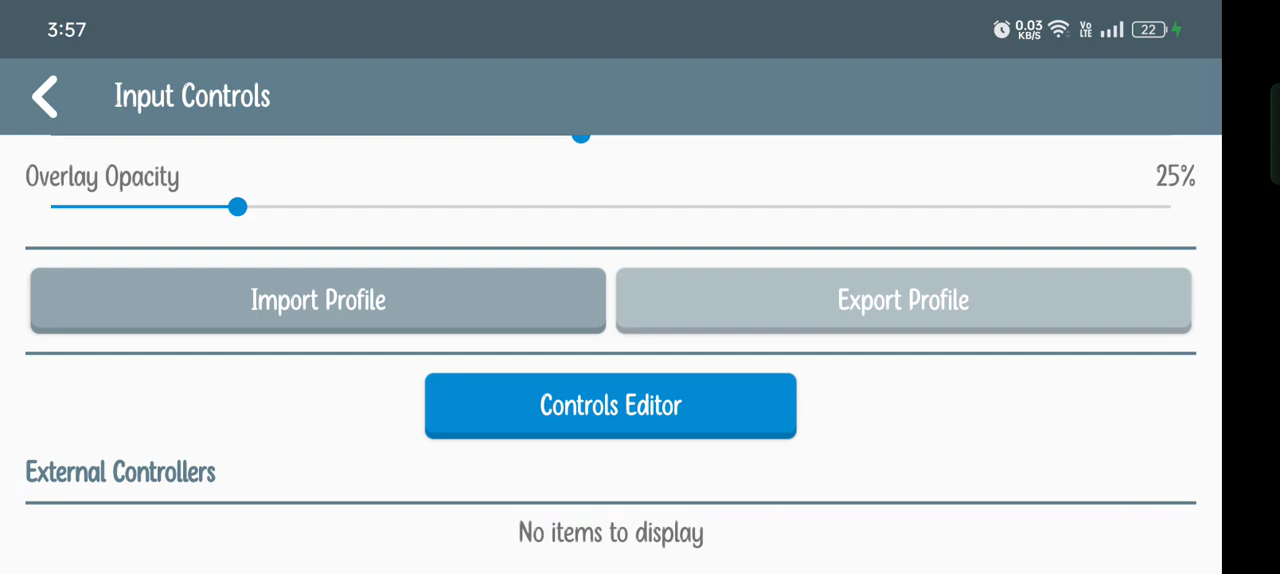 3:57
0.03
KB/S
Vo
LTE
22
Input Controls
Overlay Opacity
25%
Import Profile
Export Profile
Controls Editor
External Controllers
No items to display